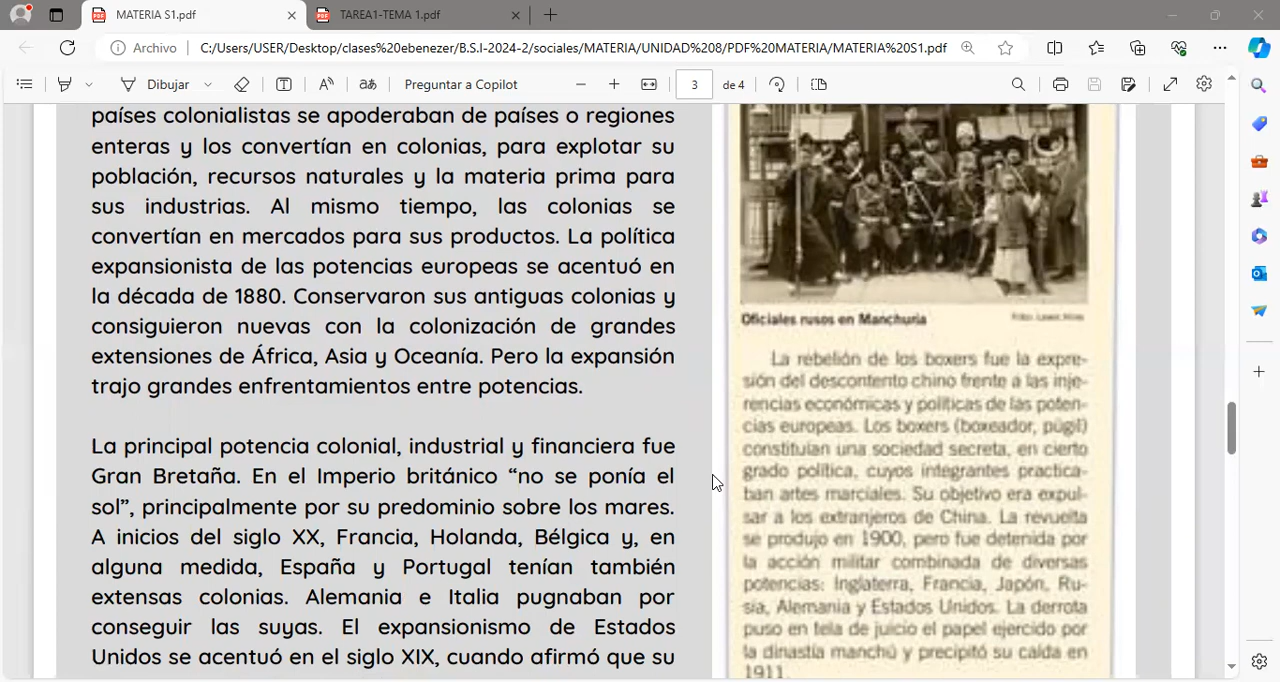 MATERIA S1.pdf
TAREA1-TEMA 1.pdf
Archivo
C:/Users/USER/Desktop/clases%20ebenezer/B.S.I-2024-2/sociales/MATERIA/UNIDAD%208/PDF%20MATERIA/MATERIA%20S1.pdf
Dibujar
Preguntar a Copilot
3
de 4
países colonialistas se apoderaban de países o regiones
enteras y los convertían en colonias, para explotar su
población, recursos naturales y la materia prima para
sus industrias. Al mismo tiempo, las colonias se
convertían en mercados para sus productos. La política
expansionista de las potencias europeas se acentuó en
la década de 1880. Conservaron sus antiguas colonias y
consiguieron nuevas con la colonización de grandes
extensiones de África, Asia y Oceanía. Pero la expansión
trajo grandes enfrentamientos entre potencias.
La principal potencia colonial, industrial y financiera fue
Gran Bretaña. En el Imperio británico “no se ponía el
sol”, principalmente por su predominio sobre los mares.
A inicios del siglo XX, Francia, Holanda, Bélgica y, en
alguna medida, España y Portugal tenían también
extensas colonias. Alemania e Italia pugnaban por
conseguir las suyas. El expansionismo de Estados
Unidos se acentuó en el siglo XIX, cuando afirmó que su
Oficiales rusos en Manchuria
La rebelión de los boxers fue la expre-
sión del descontento chino frente a las inje-
rencias económicas y políticas de las poten-
cias europeas. Los boxers (boxeador, púgil)
constituían una sociedad secreta, en cierto
grado política, cuyos integrantes practica-
ban artes marciales. Su objetivo era expul-
sar a los extranjeros de China. La revuelta
se produjo en 1900, pero fue detenida por
la acción militar combinada de diversas
potencias: Inglaterra, Francia, Japón, Ru-
sia, Alemania y Estados Unidos. La derrota
puso en tela de juicio el papel ejercido por
la dinastía manchú y precipitó su caída en
1911.